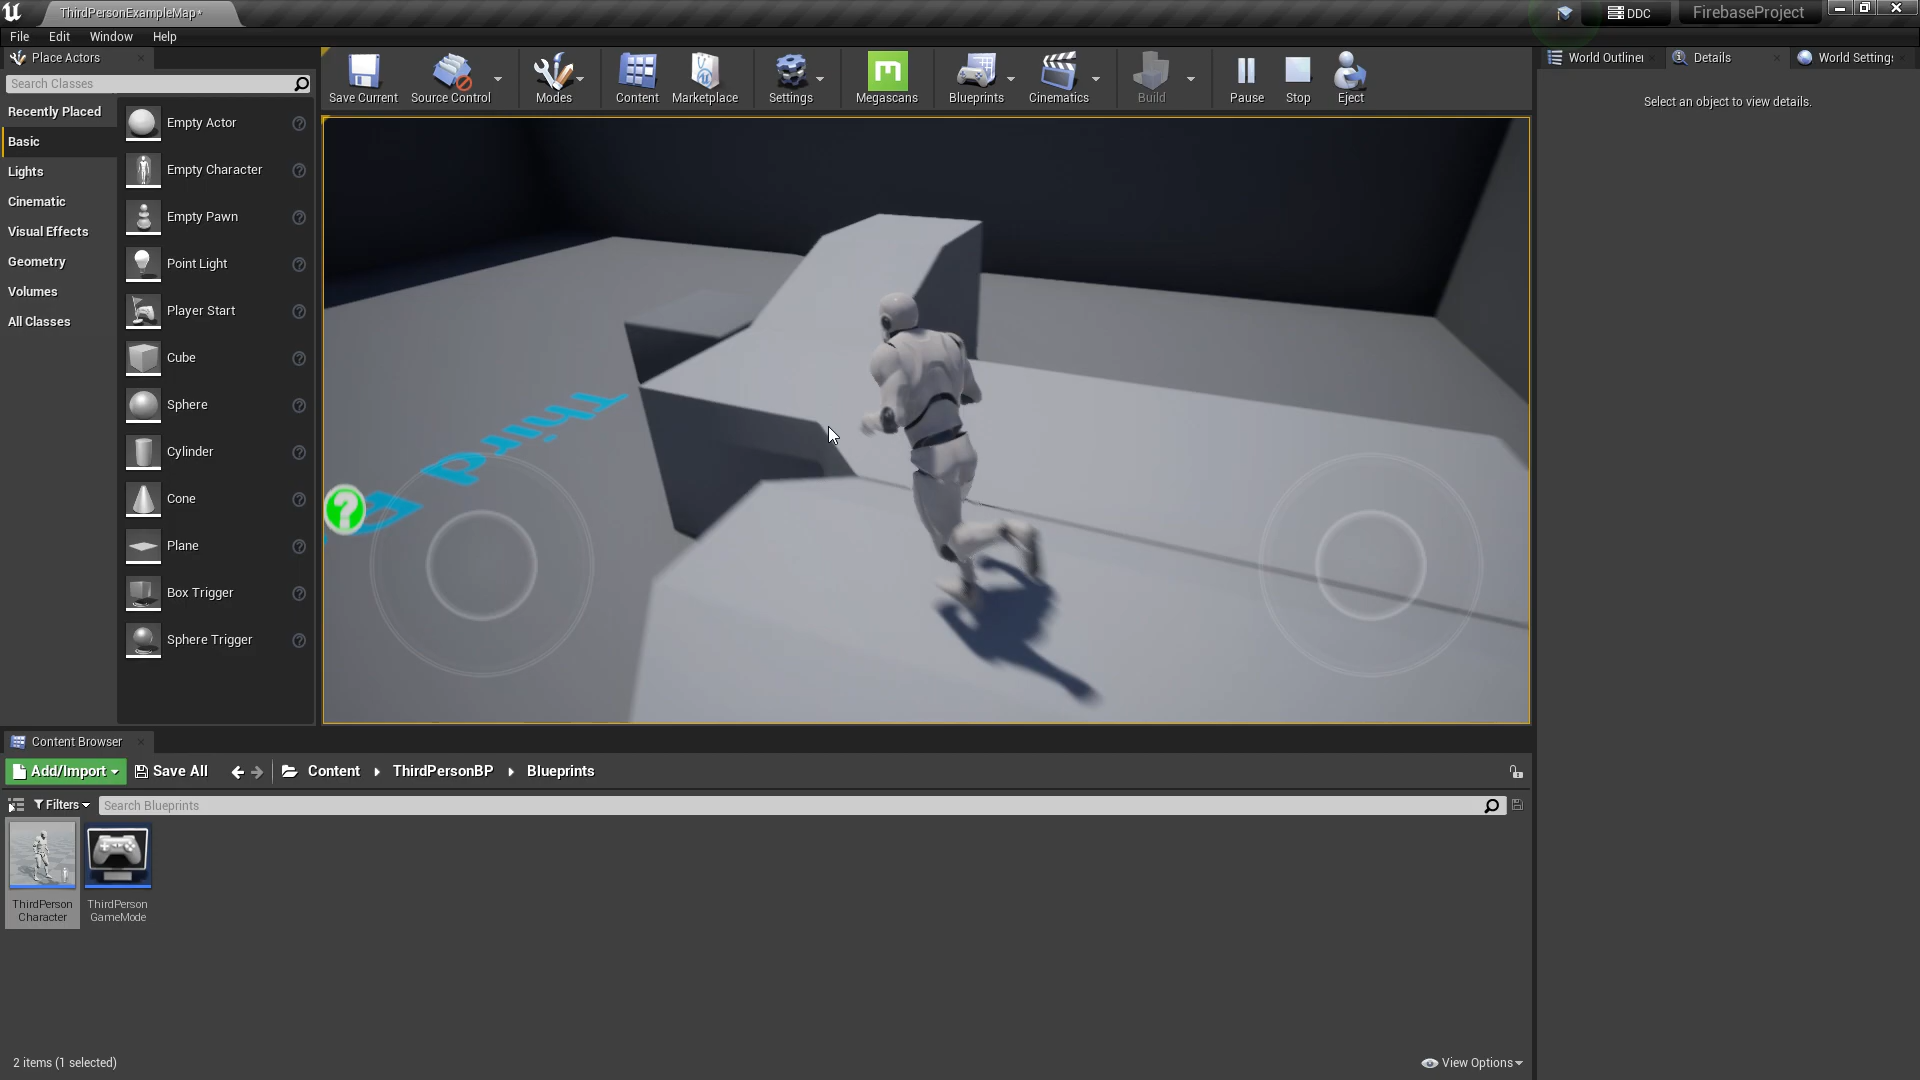 ThirdPersonExampleMap*
DDC
FirebaseProject
File Edit Window Help
Place Actors
Search Classes
Recently Placed
Basic
Lights
Cinematic
Visual Effects
Geometry
Volumes
All Classes
Empty Actor
Empty Character
Empty Pawn
Point Light
Player Start
Cube
Sphere
Cylinder
Cone
Plane
Box Trigger
Sphere Trigger
Save Current
Source Control
Modes
Content
Marketplace
Settings
Megascans
Blueprints
Cinematics
Build
Pause
Stop
Eject
World Outliner
Details
World Settings
Select an object to view details.
Content Browser
Add/Import
Save All
Content
ThirdPersonBP
Blueprints
Filters
Search Blueprints
ThirdPerson
Character
ThirdPerson
GameMode
2 items (1 selected)
View Options